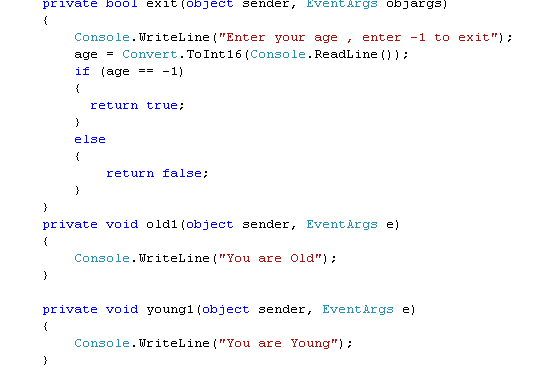 private bool exit(object sender, EventArgs objargs)
{
Console.WriteLine("Enter your age , enter -1 to exit");
age = Convert.ToInt16(Console.ReadLine());
if (age == -1)
{
return true;
}
else
{
return false;
}
}
private void old1(object sender, EventArgs e)
{
Console.WriteLine("You are Old");
}
private void young1(object sender, EventArgs e)
{
Console.WriteLine("You are Young");
}